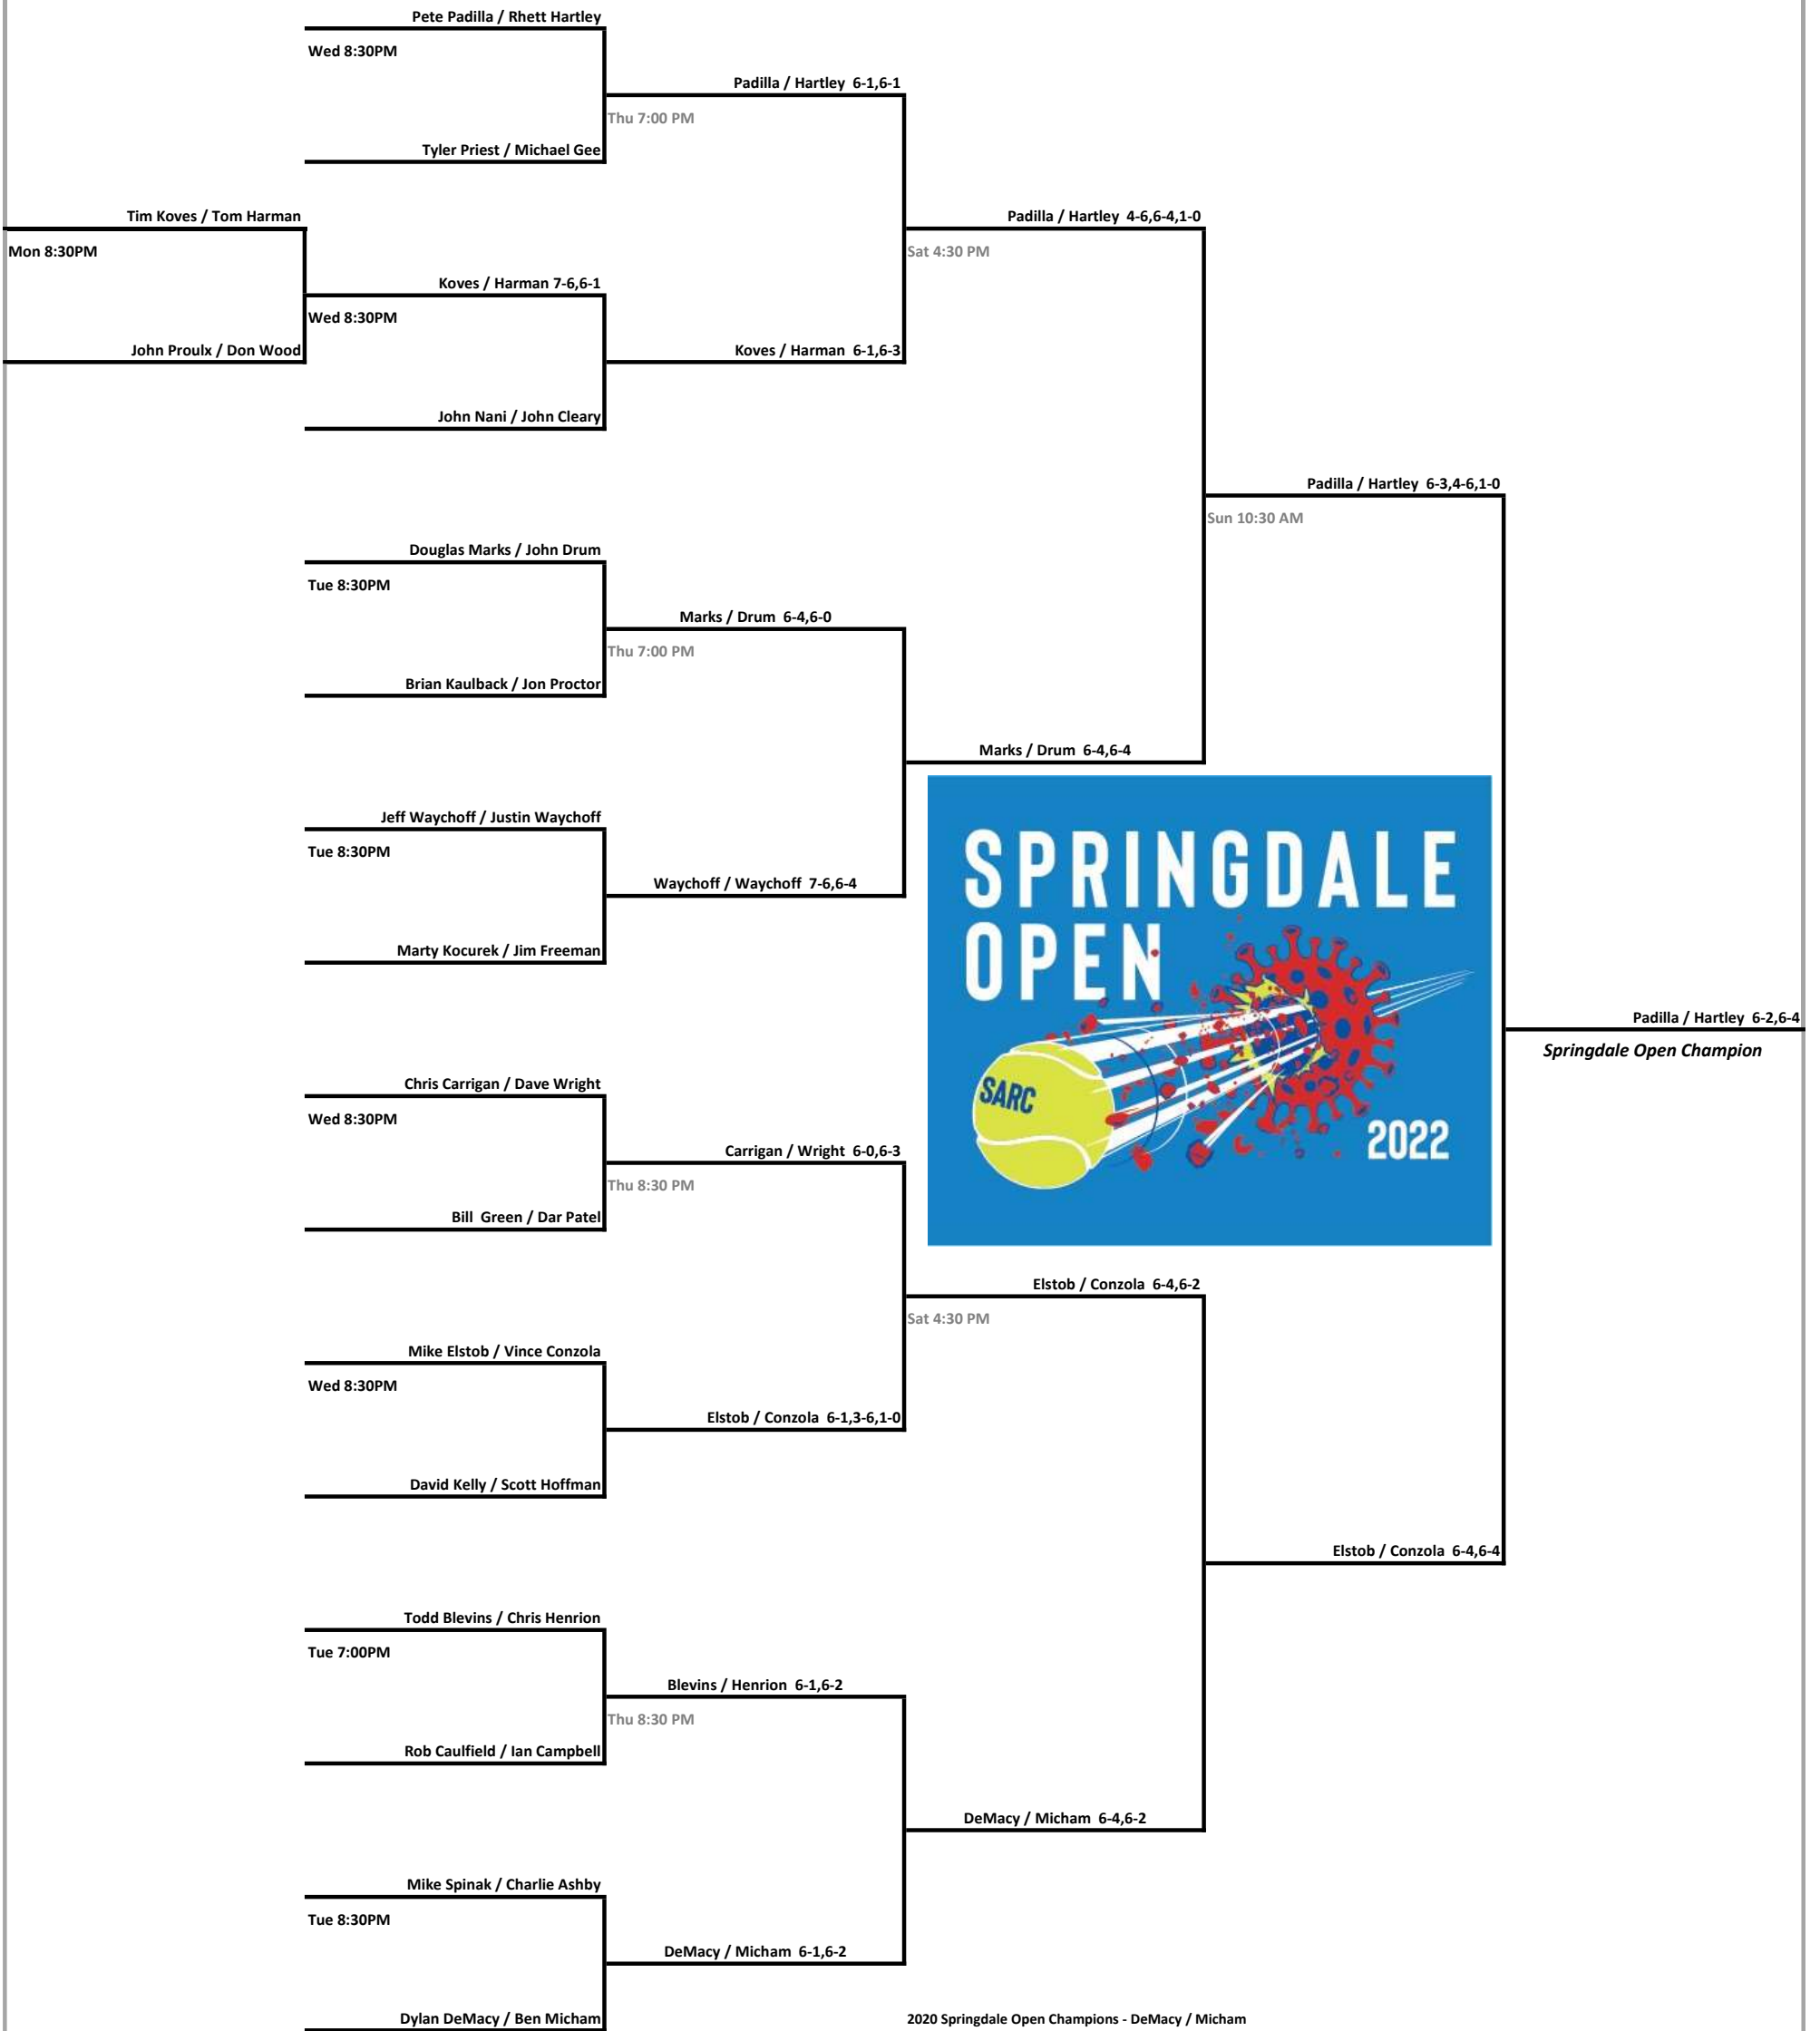 Pete Padilla / Rhett Hartley
Wed 8:30PM
Padilla / Hartley 6-1,6-1
Thu 7:00 PM
Tyler Priest / Michael Gee
Tim Koves / Tom Harman
Padilla / Hartley 4-6,6-4,1-0
Mon 8:30PM
Sat 4:30 PM
Koves / Harman 7-6,6-1
Wed 8:30PM
John Proulx / Don Wood
Koves / Harman 6-1,6-3
John Nani / John Cleary
Padilla / Hartley 6-3,4-6,1-0
Sun 10:30 AM
Douglas Marks / John Drum
Tue 8:30PM
Marks / Drum 6-4,6-0
Thu 7:00 PM
Brian Kaulback / Jon Proctor
Marks / Drum 6-4,6-4
Jeff Waychoff / Justin Waychoff
Tue 8:30PM
Waychoff / Waychoff 7-6,6-4
Marty Kocurek / Jim Freeman
SPRINGDALE
OPEN
SARC
2022
Padilla / Hartley 6-2,6-4
Springdale Open Champion
Chris Carrigan / Dave Wright
Wed 8:30PM
Carrigan / Wright 6-0,6-3
Thu 8:30 PM
Bill Green / Dar Patel
Elstob / Conzola 6-4,6-2
Sat 4:30 PM
Mike Elstob / Vince Conzola
Wed 8:30PM
Elstob / Conzola 6-1,3-6,1-0
David Kelly / Scott Hoffman
Elstob / Conzola 6-4,6-4
Todd Blevins / Chris Henrion
Tue 7:00PM
Blevins / Henrion 6-1,6-2
Thu 8:30 PM
Rob Caulfield / Ian Campbell
DeMacy / Micham 6-4,6-2
Mike Spinak / Charlie Ashby
Tue 8:30PM
DeMacy / Micham 6-1,6-2
Dylan DeMacy / Ben Micham
2020 Springdale Open Champions - DeMacy / Micham